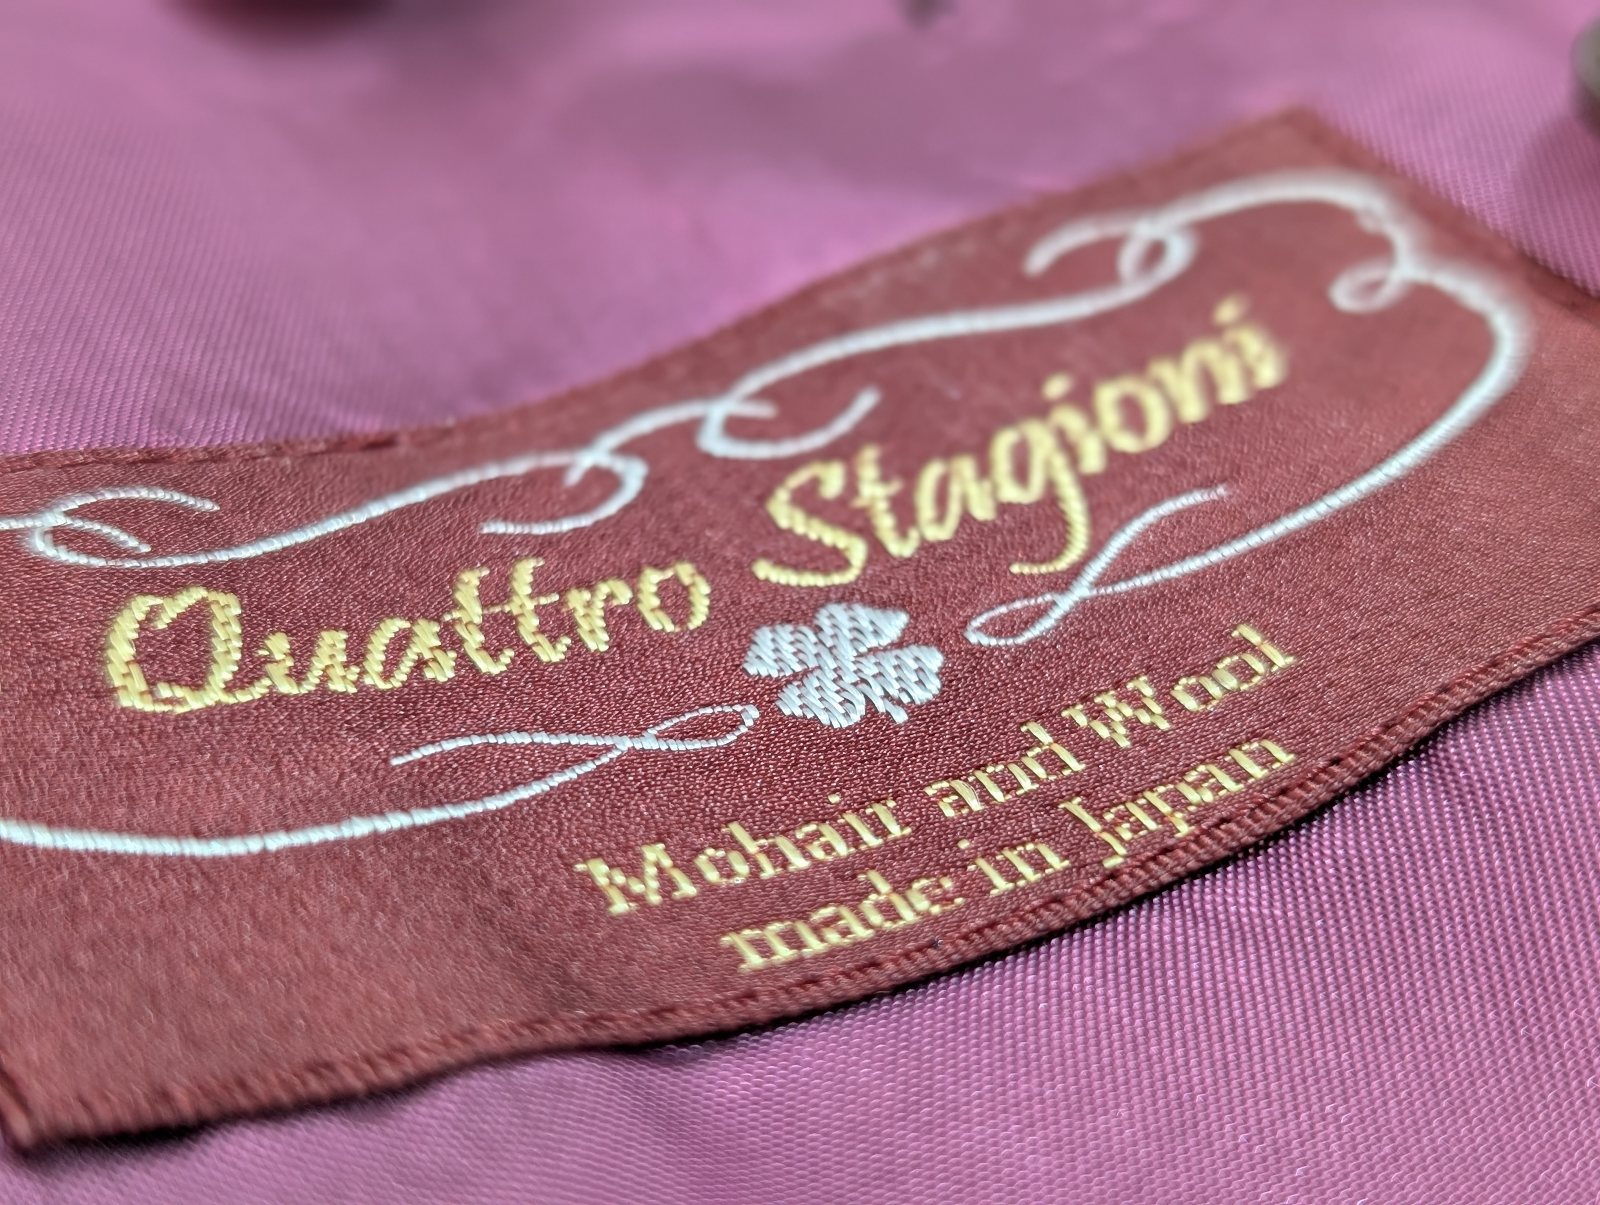 Quattro Stagioni
Mohair and Wool
made in Japan